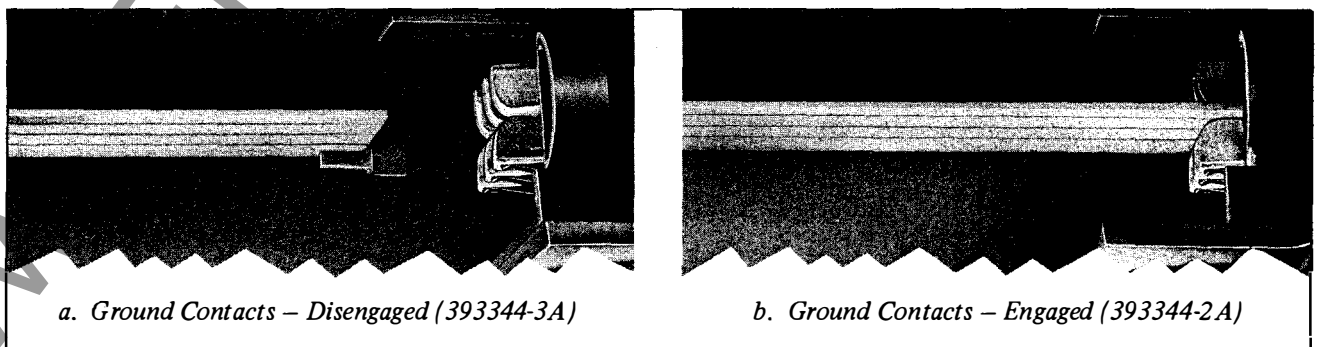 a. Ground Contacts – Disengaged (393344-3A)
b. Ground Contacts – Engaged (393344-2A)